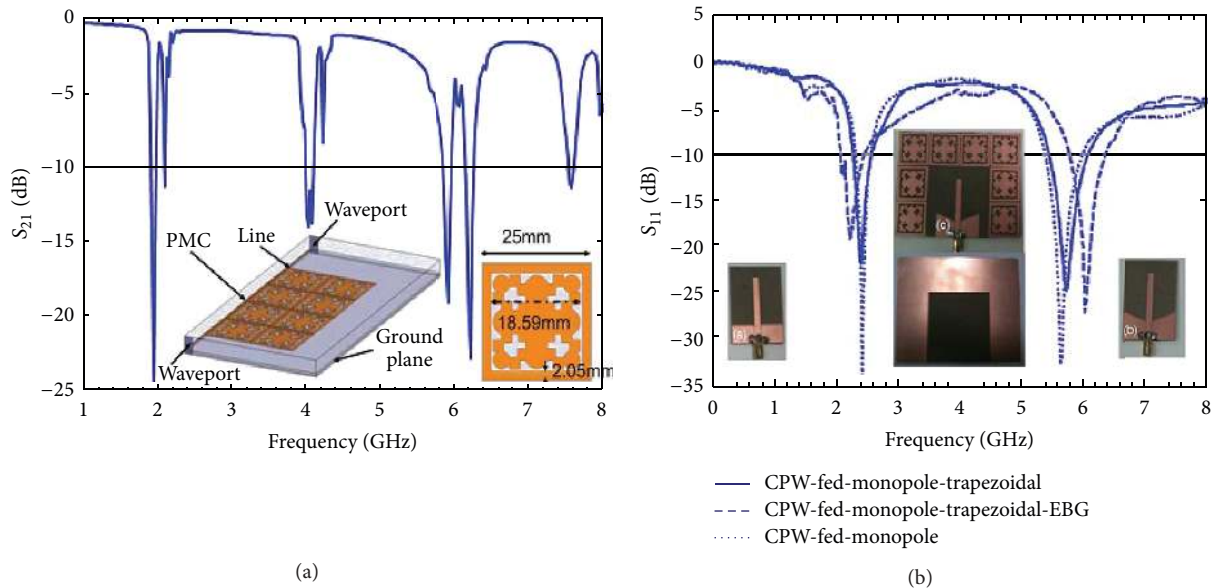 0
−5
−10
−15
−20
−25
S21 (dB)
1 2 3 4 5 6 7 8
Frequency (GHz)
Waveport
PMC
Line
25mm
18.59mm
2.05mm
Ground
plane
Waveport
(a)
5
0
−5
−10
−15
−20
−25
−30
−35
S11 (dB)
0 1 2 3 4 5 6 7 8
Frequency (GHz)
(c)
(a)
(b)
CPW-fed-monopole-trapezoidal
CPW-fed-monopole-trapezoidal-EBG
CPW-fed-monopole
(b)